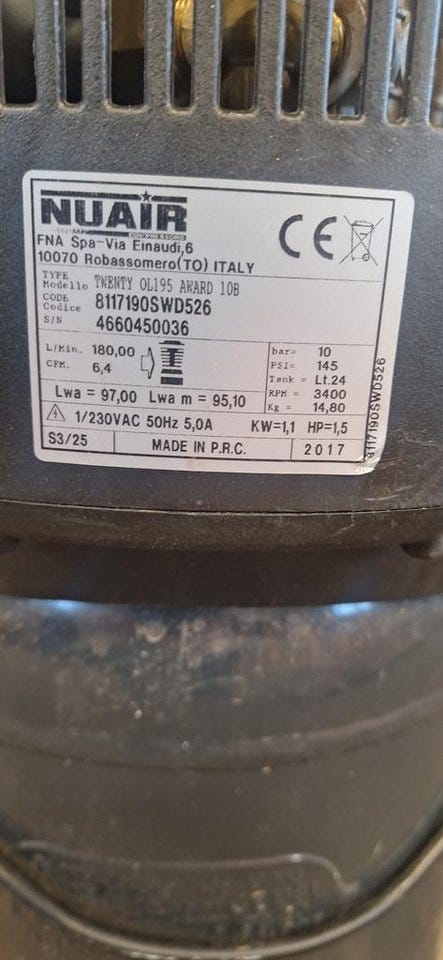 NUAIR
COMPRESSORS
CE
FNA Spa-Via Einaudi,6
10070 Robassomero(TO) ITALY
TYPE
Modello TWENTY OL195 AWARD 10B
CODE
Codice 8117190SWD526
S/N 4660450036
L/Min. 180,00
CFM. 6,4
bar= 10
PSI= 145
Tank = Lt.24
RPM = 3400
Kg = 14,80
Lwa = 97,00 Lwa m = 95,10
1/230VAC 50Hz 5,0A KW=1,1 HP=1,5
S3/25 MADE IN P.R.C. 2017
8117190SWD526